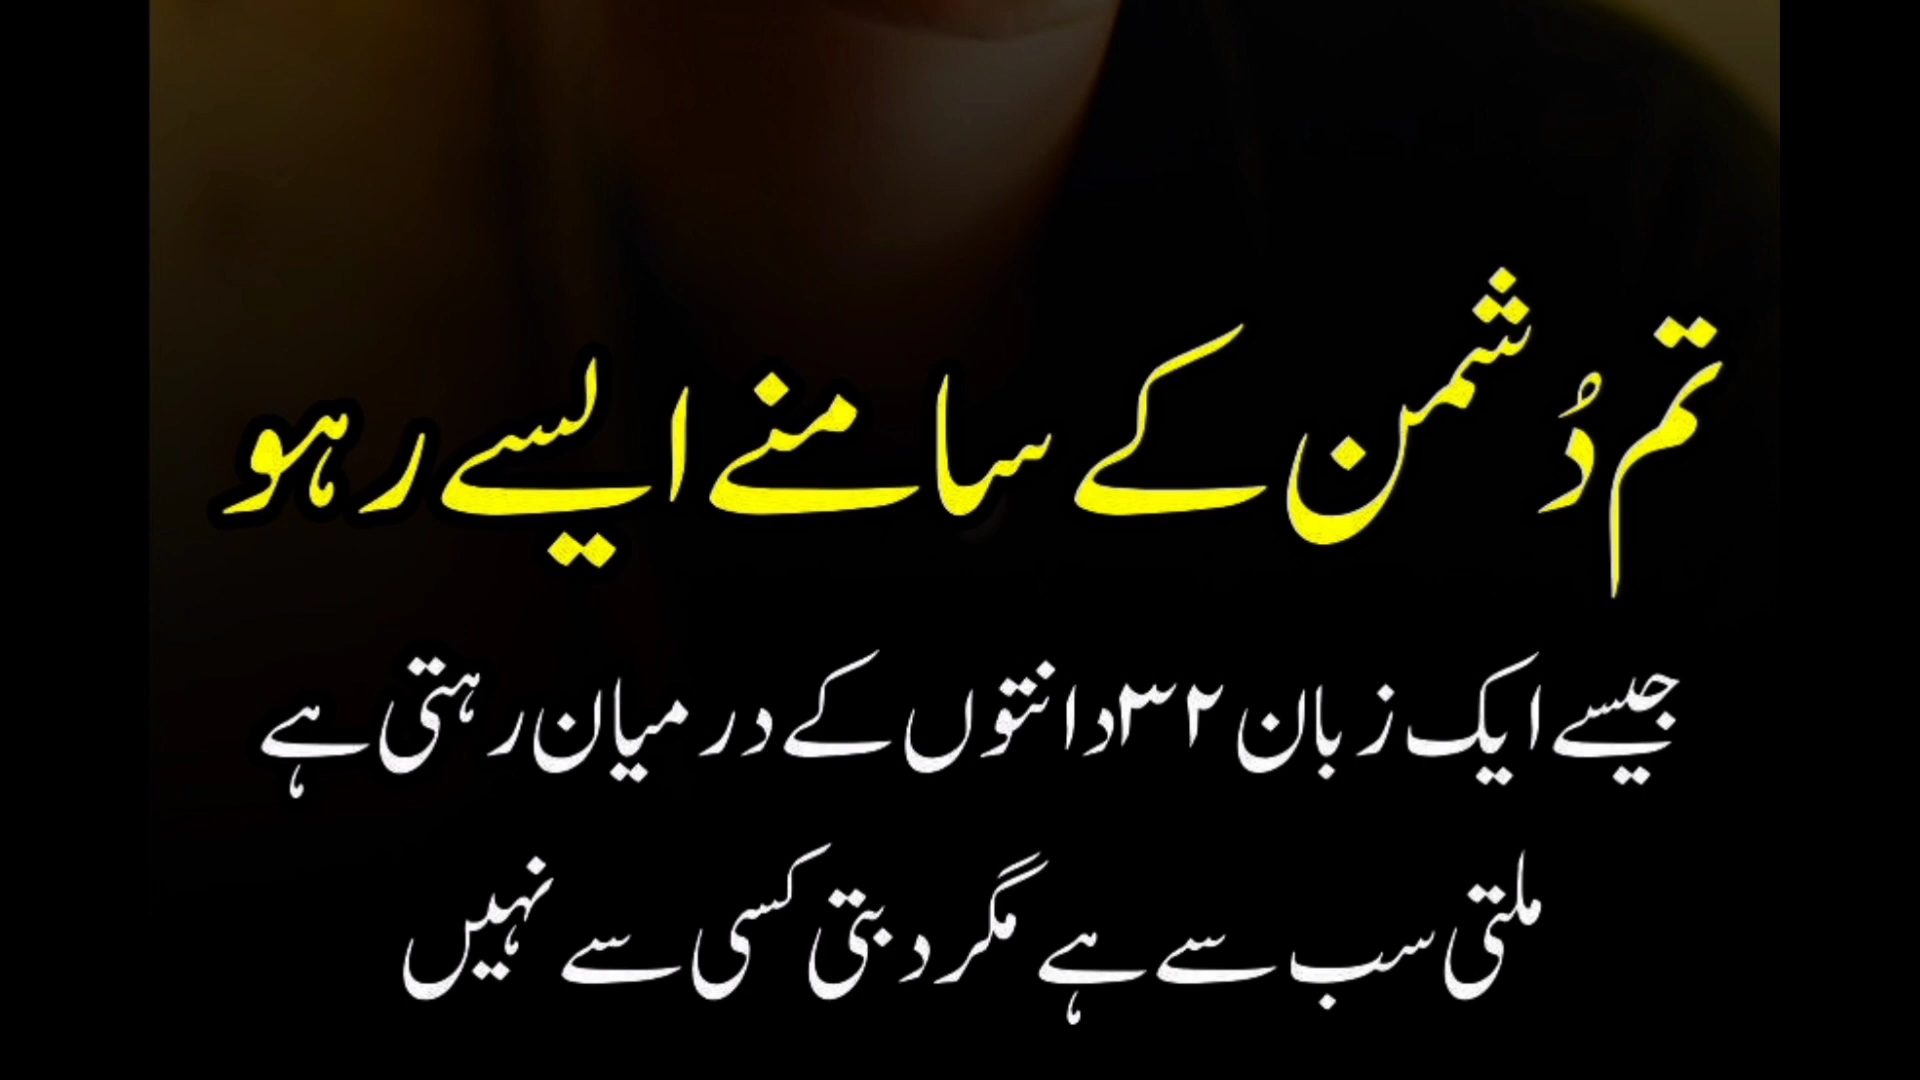 تم دُشمن کے سامنے ایسے رہو
جیسے ایک زبان ۳۲ دانتوں کے درمیان رہتی ہے
ملتی سب سے ہے مگر دبتی کسی سے نہیں